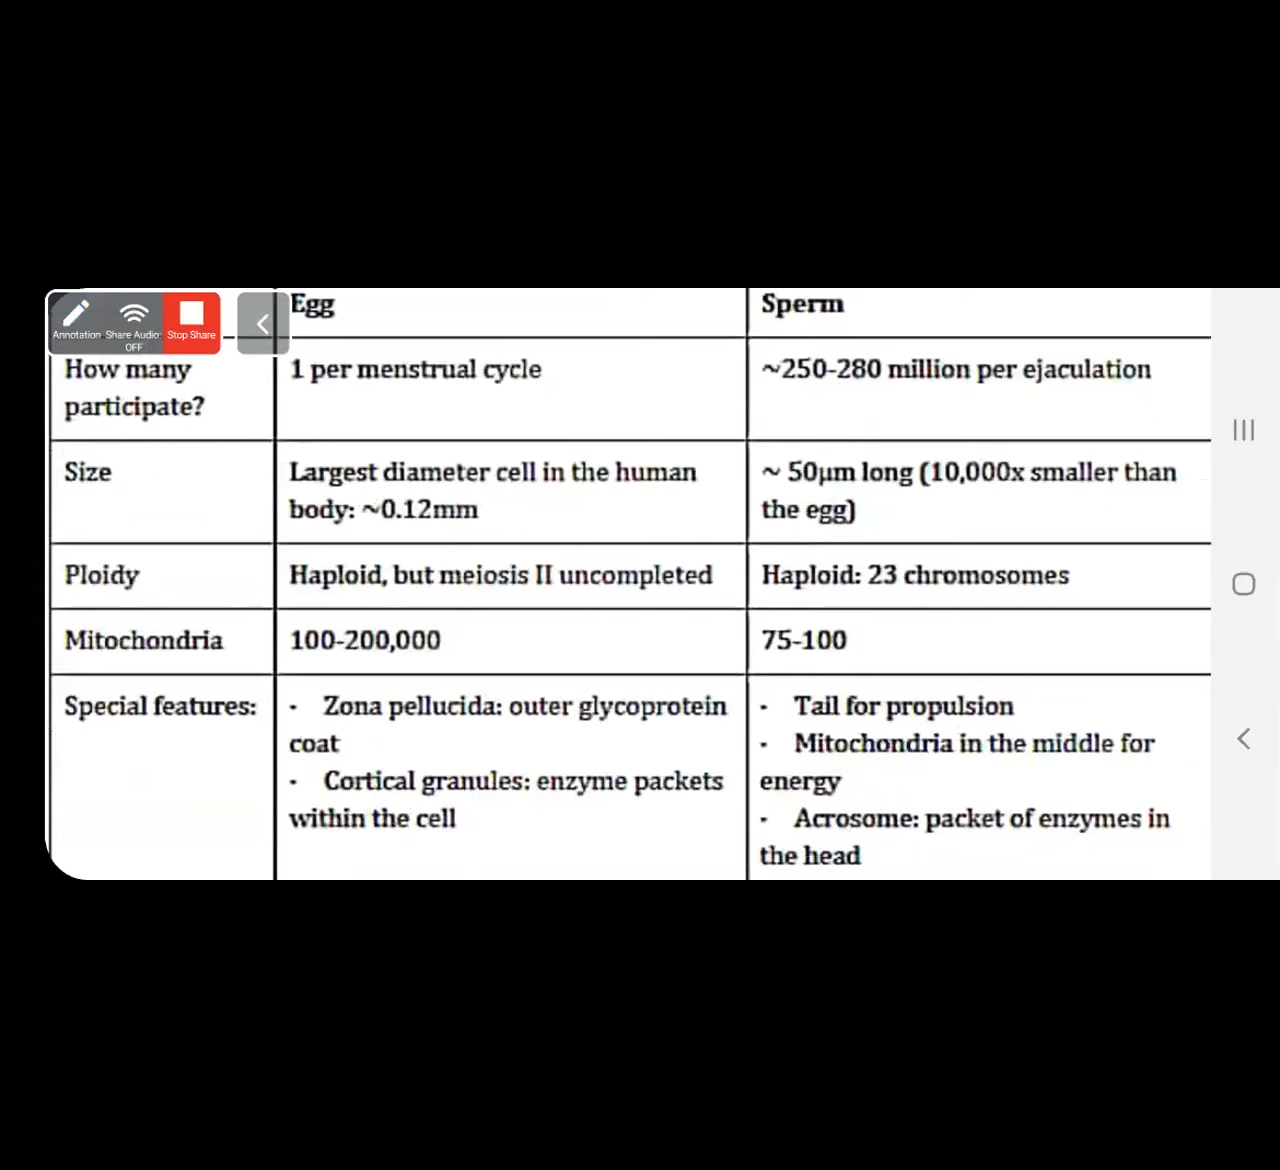 Annotation
Share Audio:
OFF
Stop Share
Egg
Sperm
How many
participate?
1 per menstrual cycle
~250-280 million per ejaculation
Size
Largest diameter cell in the human
body: ~0.12mm
~ 50μm long (10,000x smaller than
the egg)
Ploidy
Haploid, but meiosis II uncompleted
Haploid: 23 chromosomes
Mitochondria
100-200,000
75-100
Special features:
· Zona pellucida: outer glycoprotein
coat
· Cortical granules: enzyme packets
within the cell
· Tail for propulsion
· Mitochondria in the middle for
energy
· Acrosome: packet of enzymes in
the head